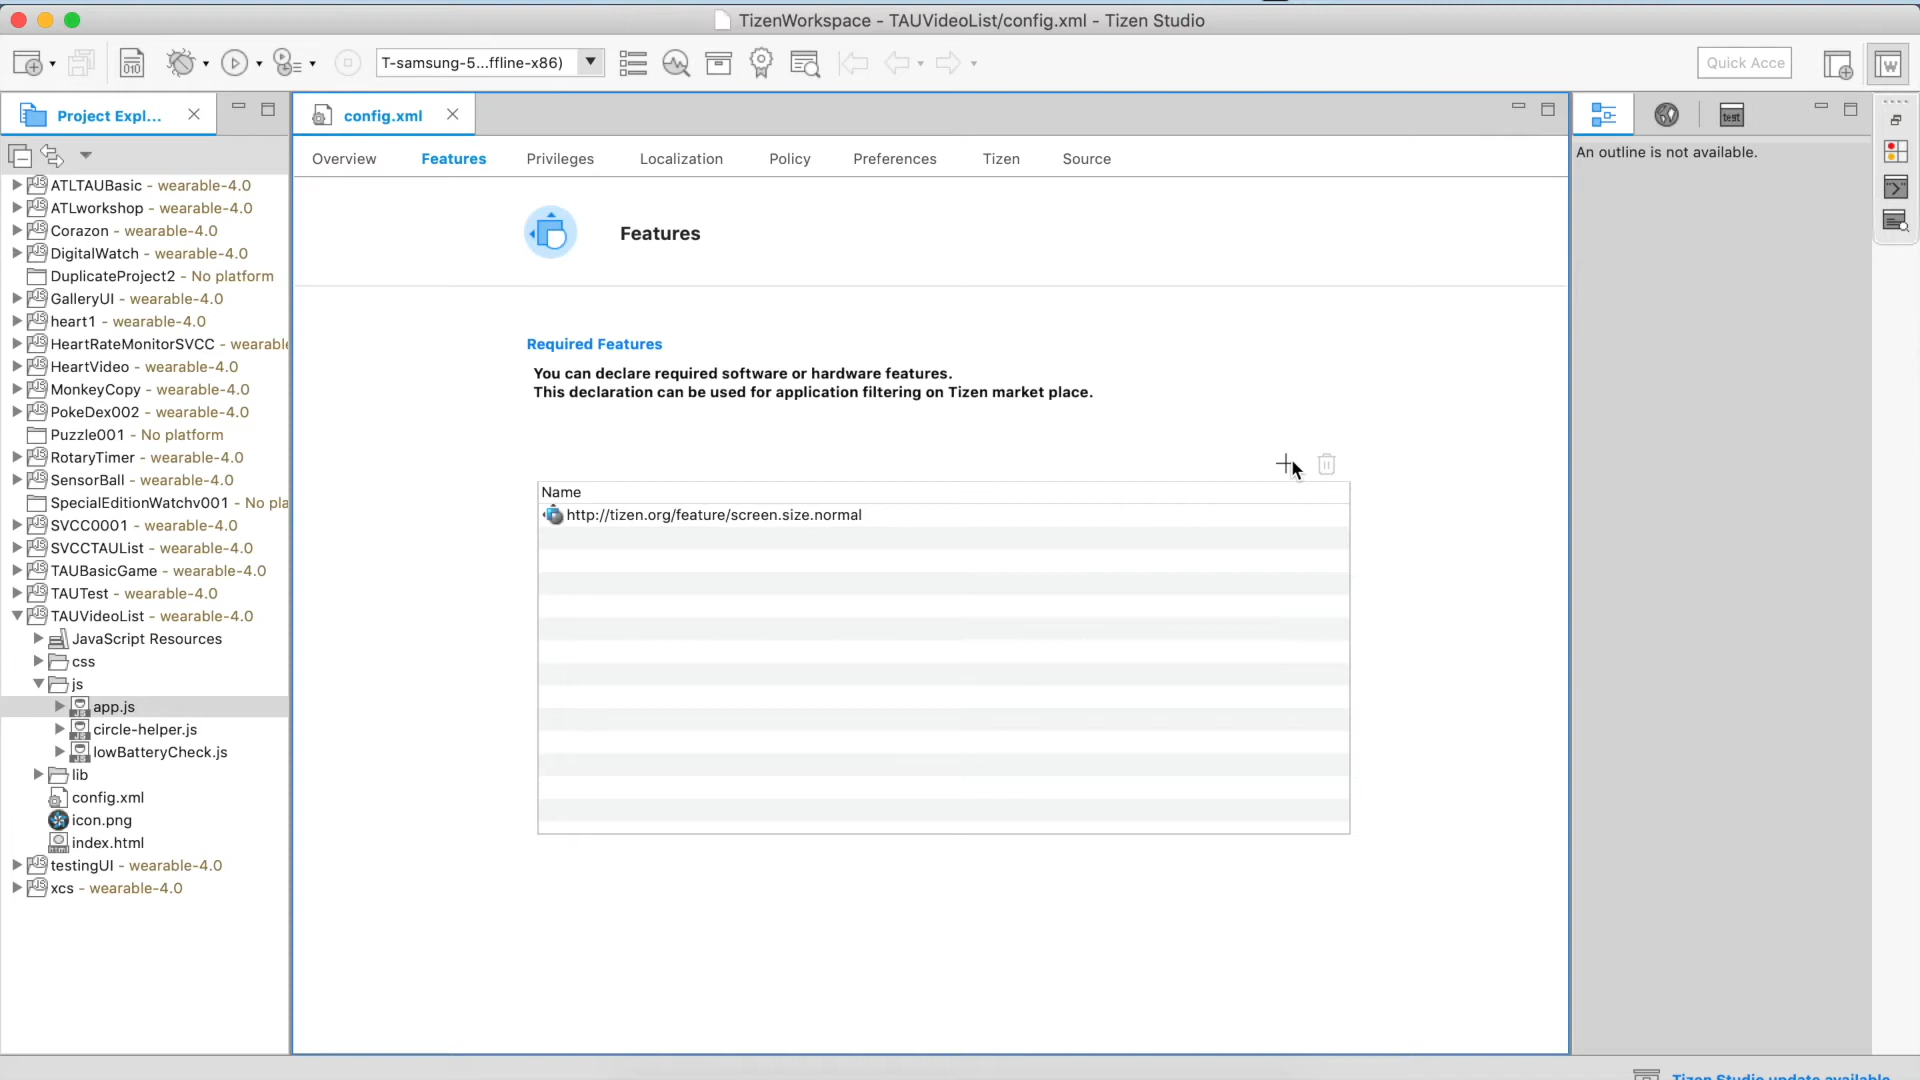 TizenWorkspace - TAUVideoList/config.xml - Tizen Studio
010
T-samsung-5...ffline-x86)
Quick Acce
Project Expl...
config.xml
test
Overview
Features
Privileges
Localization
Policy
Preferences
Tizen
Source
An outline is not available.
ATLTAUBasic - wearable-4.0
ATLworkshop - wearable-4.0
Corazon - wearable-4.0
DigitalWatch - wearable-4.0
DuplicateProject2 - No platform
GalleryUI - wearable-4.0
heart1 - wearable-4.0
HeartRateMonitorSVCC - wearable
HeartVideo - wearable-4.0
MonkeyCopy - wearable-4.0
PokeDex002 - wearable-4.0
Puzzle001 - No platform
RotaryTimer - wearable-4.0
SensorBall - wearable-4.0
SpecialEditionWatchv001 - No pla
SVCC0001 - wearable-4.0
SVCCTAUList - wearable-4.0
TAUBasicGame - wearable-4.0
TAUTest - wearable-4.0
TAUVideoList - wearable-4.0
JavaScript Resources
css
js
app.js
circle-helper.js
lowBatteryCheck.js
lib
config.xml
icon.png
index.html
testingUI - wearable-4.0
xcs - wearable-4.0
Features
Required Features
You can declare required software or hardware features.
This declaration can be used for application filtering on Tizen market place.
Name
http://tizen.org/feature/screen.size.normal
Tizen Studio update available